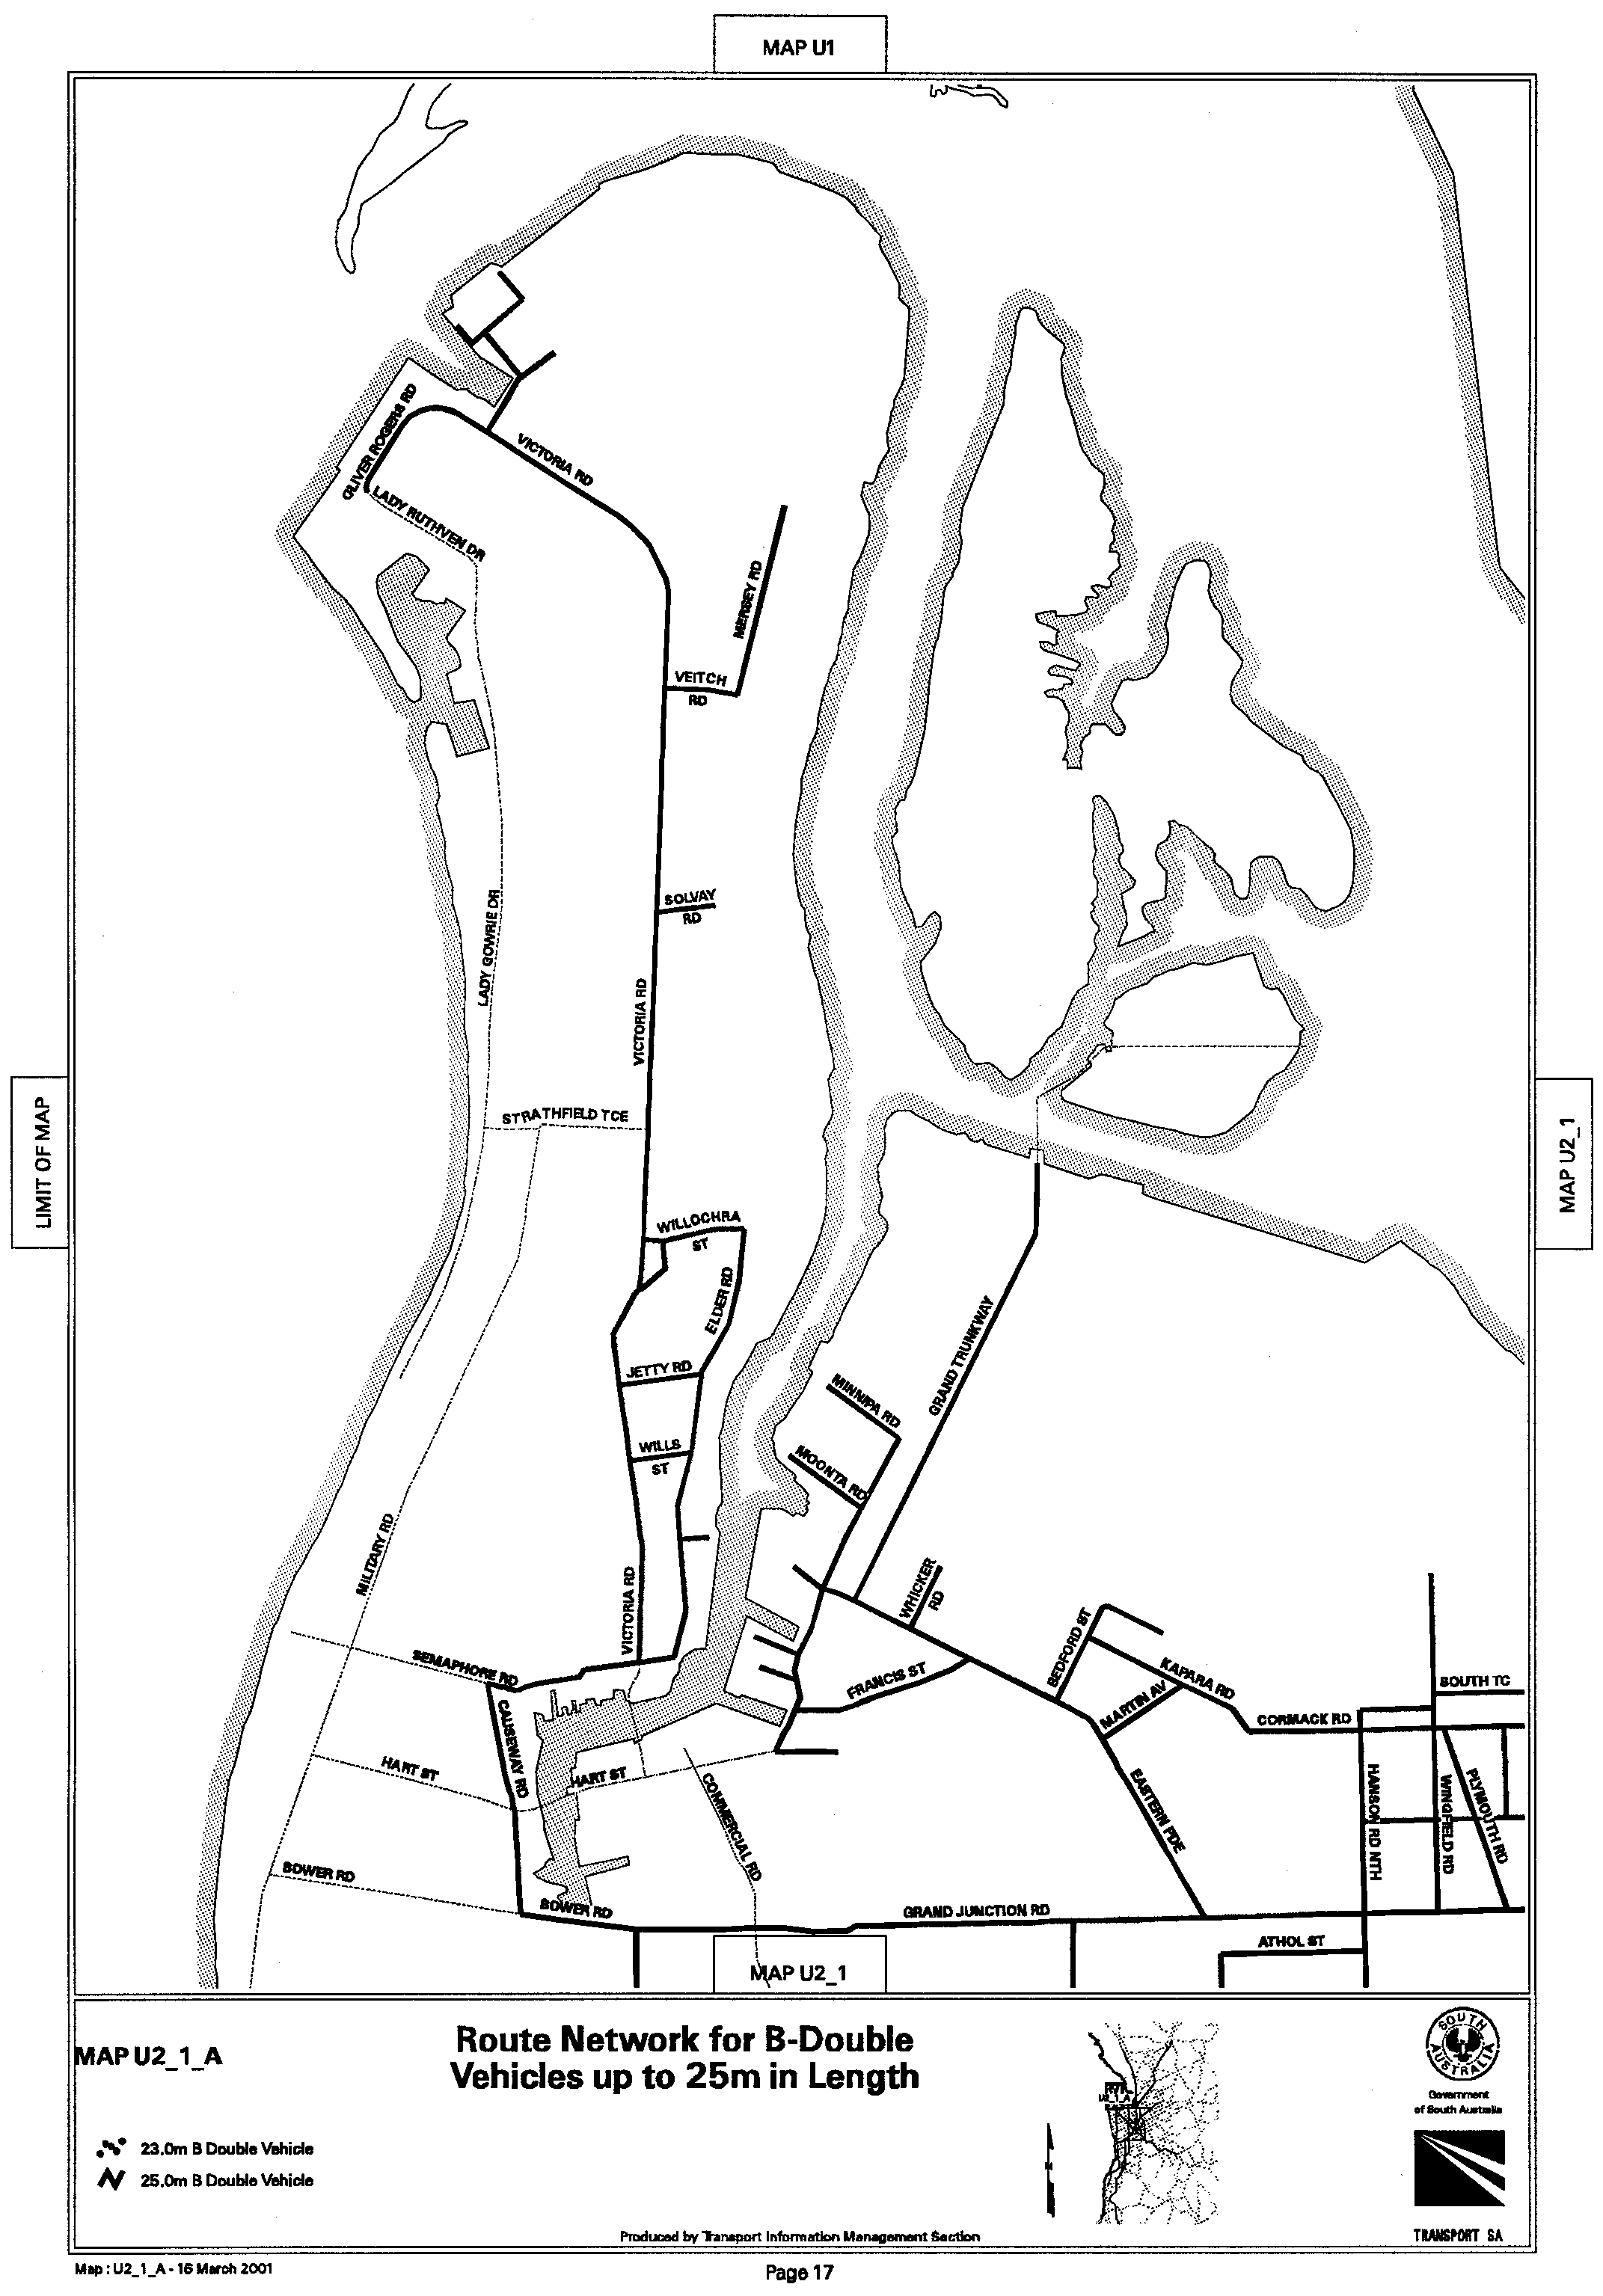 MAP U1
OLIVER ROGERS RD
VICTORIA RD
LADY RUTHVEN DR
MERSEY RD
VEITCH
RD
SOLVAY
RD
LADY GOWRIE DR
VICTORIA RD
LIMIT OF MAP
STRATHFIELD TCE
MAP U2_1
WILLOCHRA
ST
ELDER RD
GRAND TRUNKWAY
JETTY RD
MINNIPA RD
WILLS
ST
MOONTA RD
MILITARY RD
VICTORIA RD
WHICKER
RD
BEDFORD ST
SEMAPHORE RD
FRANCIS ST
KAPARA RD
SOUTH TC
MARTIN AV
CORMACK RD
CAUSEWAY RD
HART ST
HART ST
COMMERCIAL RD
EASTERN PDE
HANSON RD NTH
WINGFIELD RD
PLYMOUTH RD
BOWER RD
BOWER RD
GRAND JUNCTION RD
ATHOL ST
MAP U2_1
MAP U2_1_A
Route Network for B-Double
Vehicles up to 25m in Length
23.0m B Double Vehicle
25.0m B Double Vehicle
U2_1_A
SOUTH
AUSTRALIA
Government
of South Australia
TRANSPORT SA
Produced by Transport Information Management Section
Map : U2_1_A - 16 March 2001
Page 17